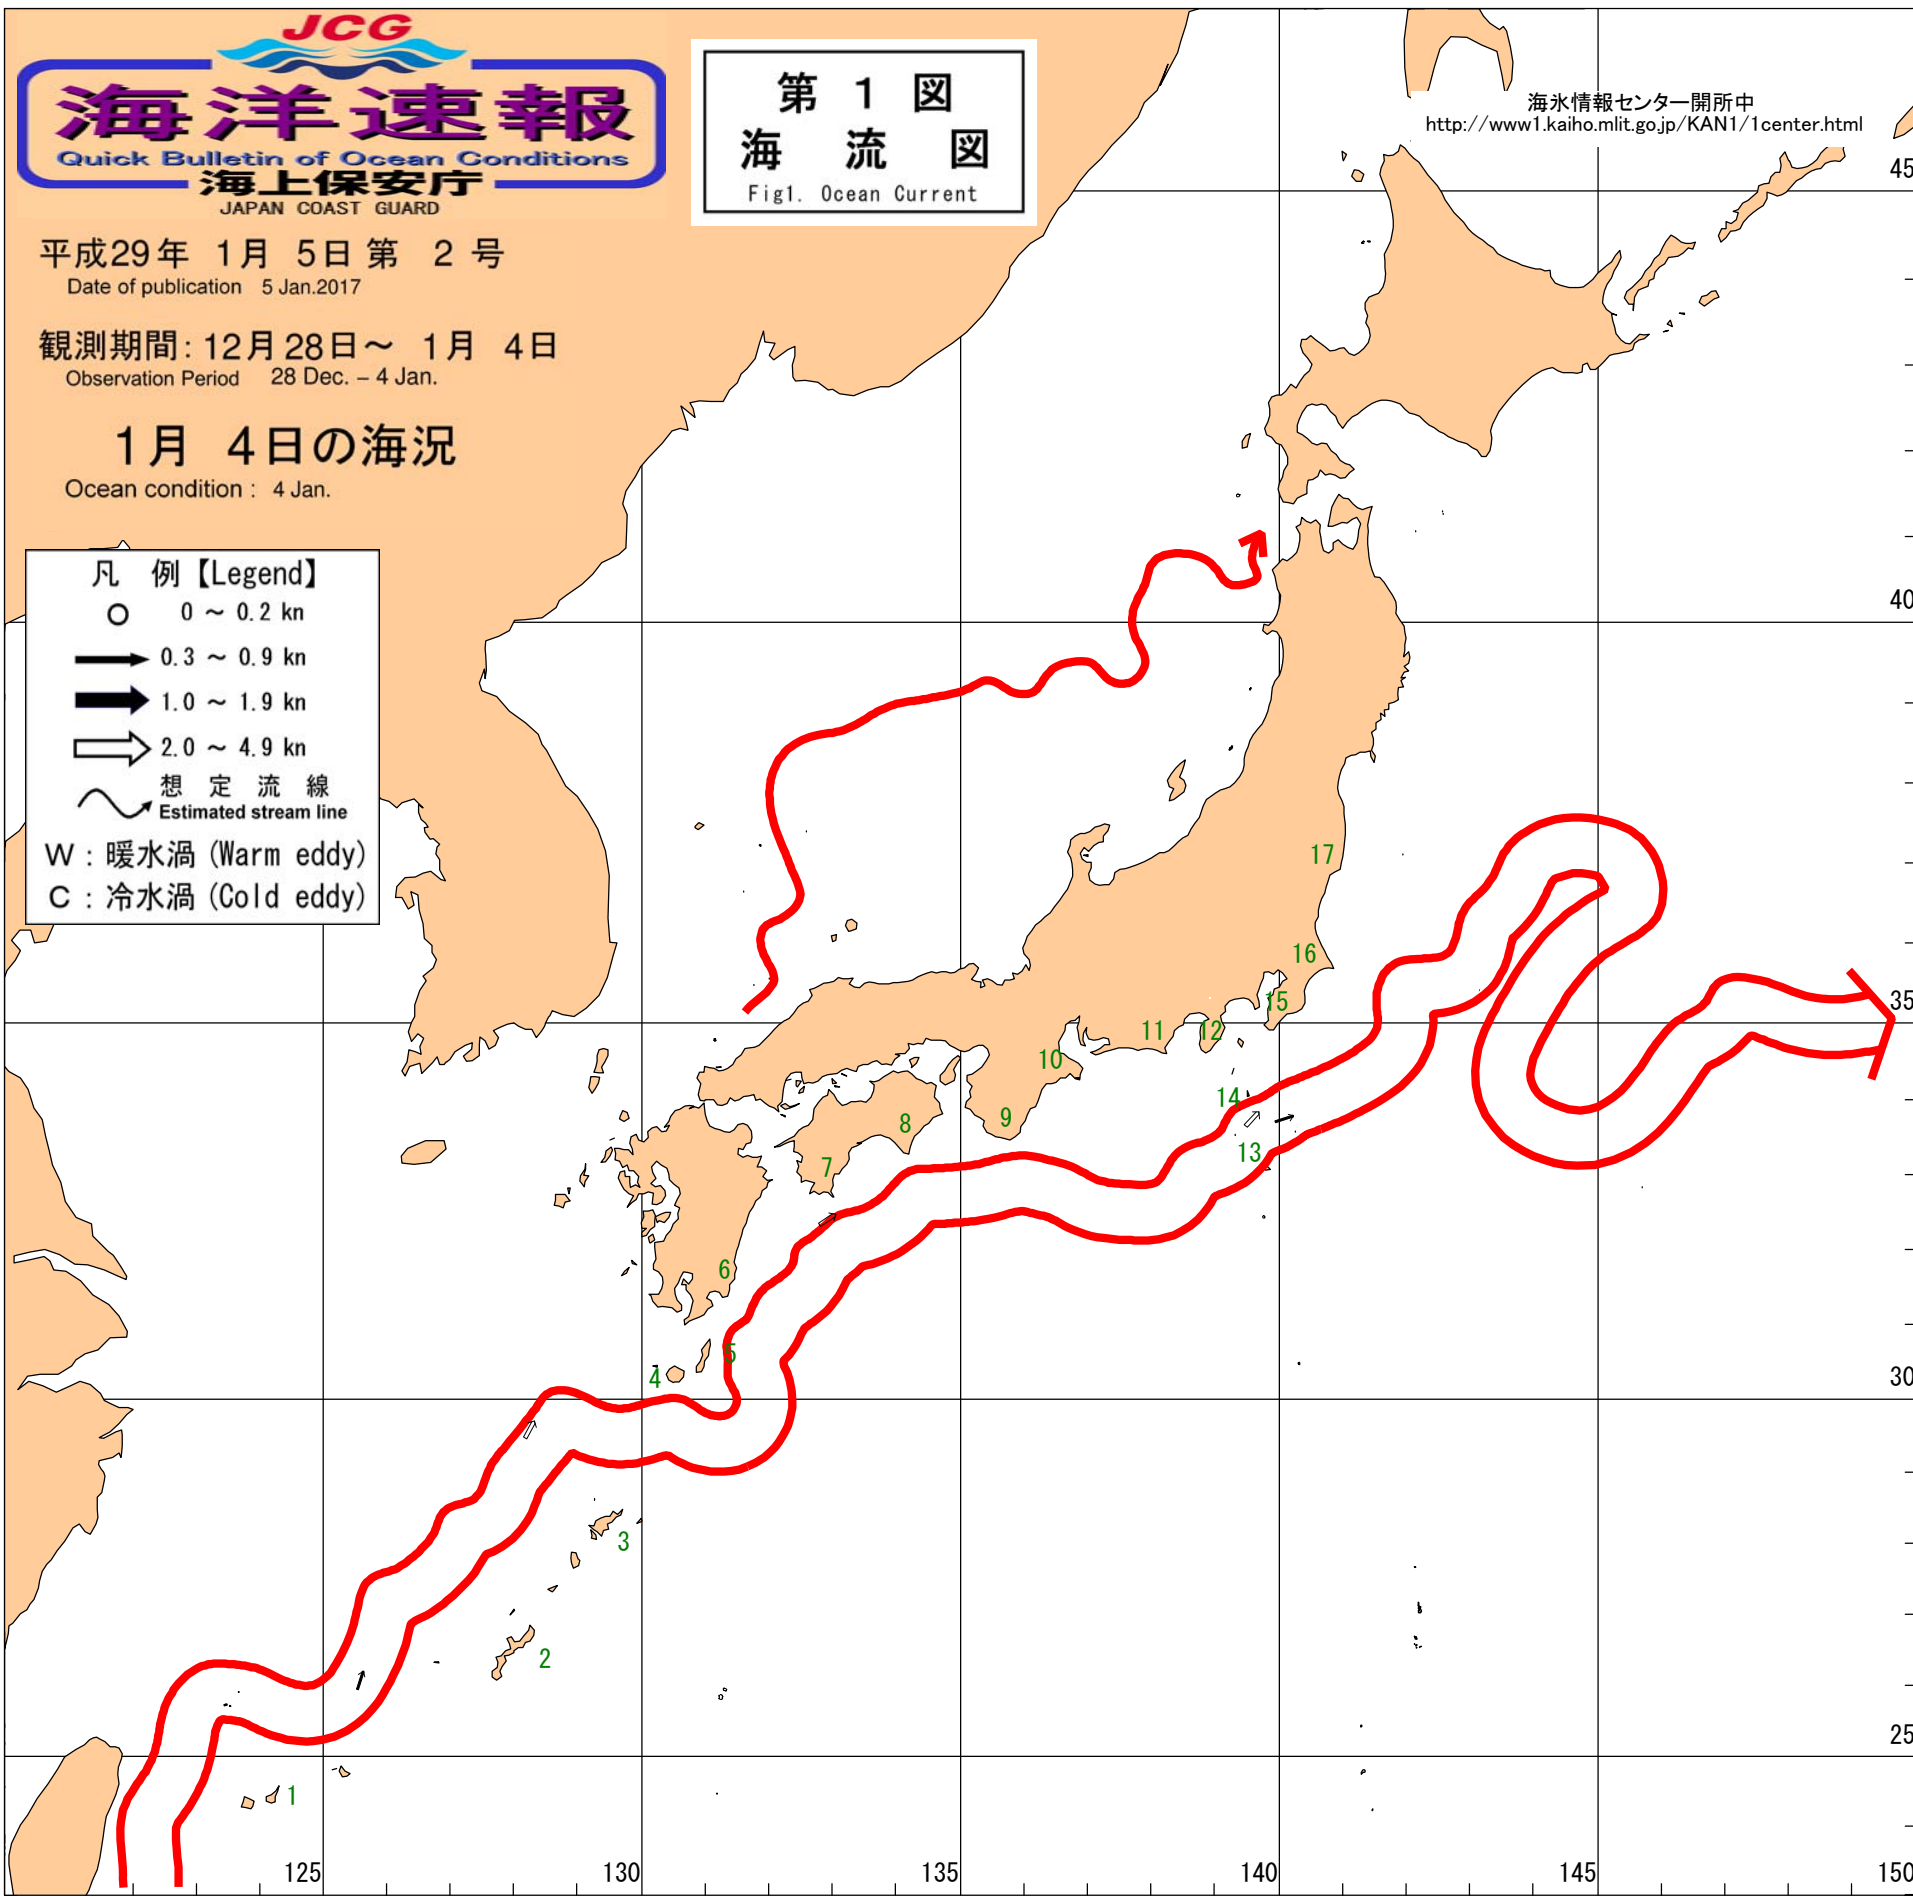 JCG
海洋速報
Quick Bulletin of Ocean Conditions
海上保安庁
JAPAN COAST GUARD
平成29年 1月 5日 第 2 号
Date of publication 5 Jan.2017
観測期間: 12月28日～ 1月 4日
Observation Period 28 Dec. – 4 Jan.
1月 4日の海況
Ocean condition : 4 Jan.
第 1 図
海 流 図
Fig1. Ocean Current
海氷情報センター開所中
http://www1.kaiho.mlit.go.jp/KAN1/1center.html
凡 例【Legend】
0 ～ 0.2 kn
0.3 ～ 0.9 kn
1.0 ～ 1.9 kn
2.0 ～ 4.9 kn
想 定 流 線
Estimated stream line
W : 暖水渦 (Warm eddy)
C : 冷水渦 (Cold eddy)
45
40
35
30
25
17
16
15
12
11
10
14
13
9
8
7
6
5
4
3
2
1
125
130
135
140
145
150